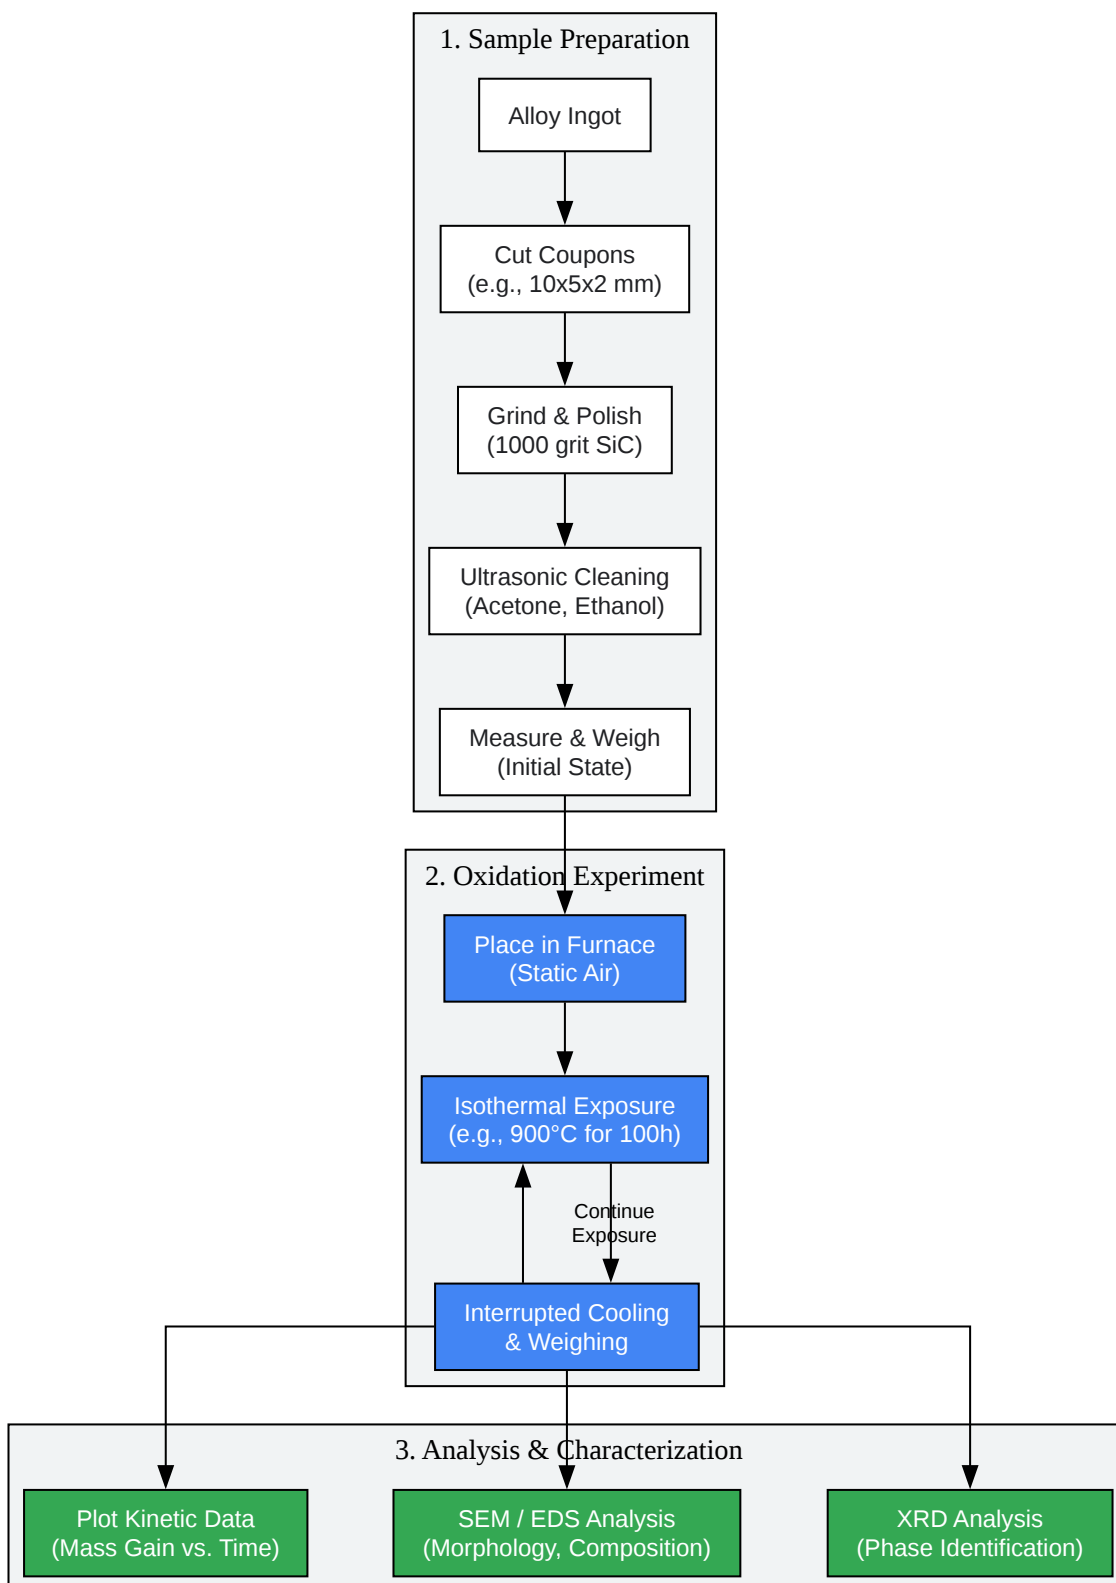 1. Sample Preparation
Alloy Ingot
Cut Coupons
(e.g., 10x5x2 mm)
Grind & Polish
(1000 grit SiC)
Ultrasonic Cleaning
(Acetone, Ethanol)
Measure & Weigh
(Initial State)
2. Oxidation Experiment
Place in Furnace
(Static Air)
Isothermal Exposure
(e.g., 900°C for 100h)
Continue
Exposure
Interrupted Cooling
& Weighing
3. Analysis & Characterization
Plot Kinetic Data
(Mass Gain vs. Time)
SEM / EDS Analysis
(Morphology, Composition)
XRD Analysis
(Phase Identification)